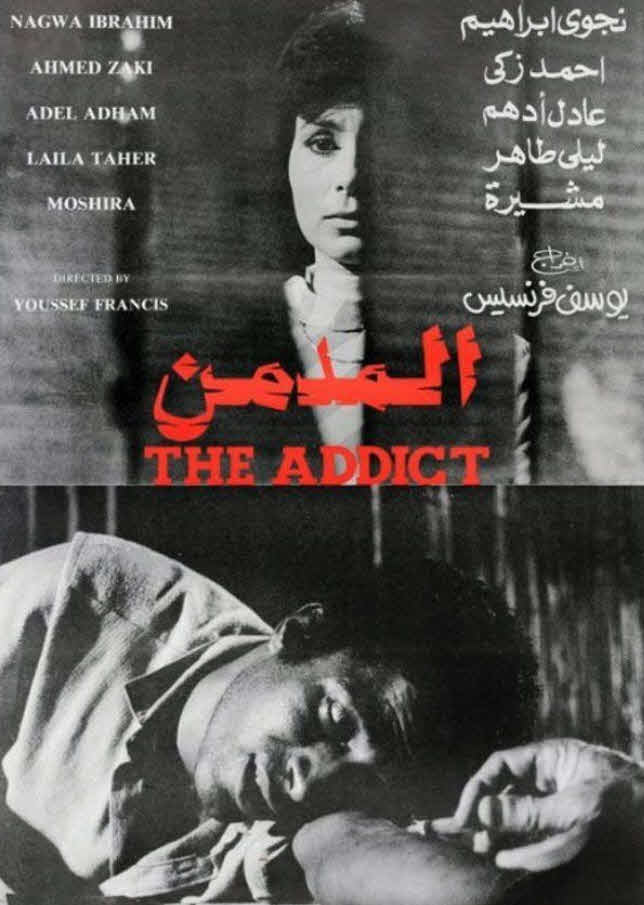 NAGWA IBRAHIM
AHMED ZAKI
ADEL ADHAM
LAILA TAHER
MOSHIRA
DIRECTED BY
YOUSSEF FRANCIS
نجوى ابراهيم
احمد زكى
عادل أدهم
ليلى طاهر
مشيرة
اخراج
يوسف فرنسيس
المدمن
THE ADDICT